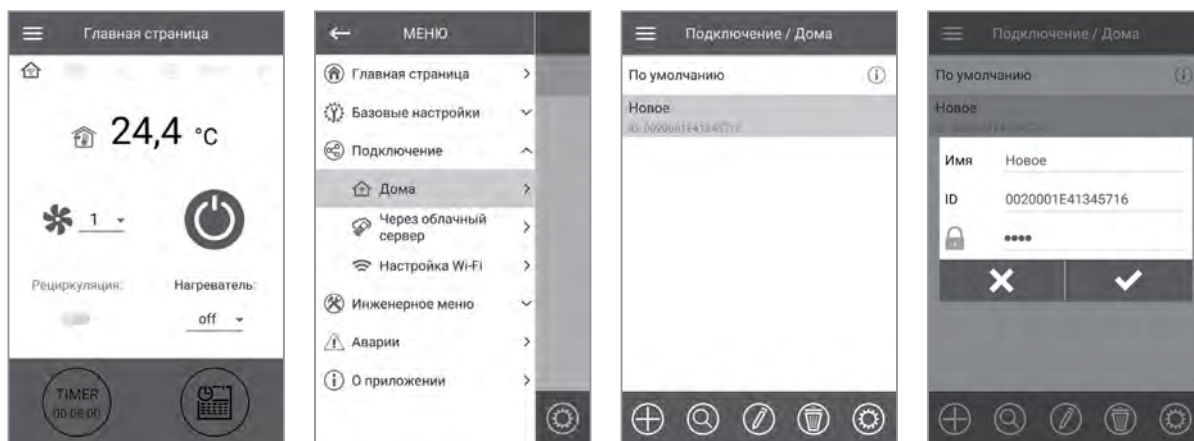 Главная страница
24,4 °C
1
Рециркуляция:
Нагреватель:
off
TIMER
00:08:00
МЕНЮ
Главная страница
Базовые настройки
Подключение
Дома
Через облачный
сервер
Настройка Wi-Fi
Инженерное меню
Аварии
О приложении
Подключение / Дома
По умолчанию
Новое
Подключение / Дома
По умолчанию
Новое
Имя
Новое
ID
0020001E41345716